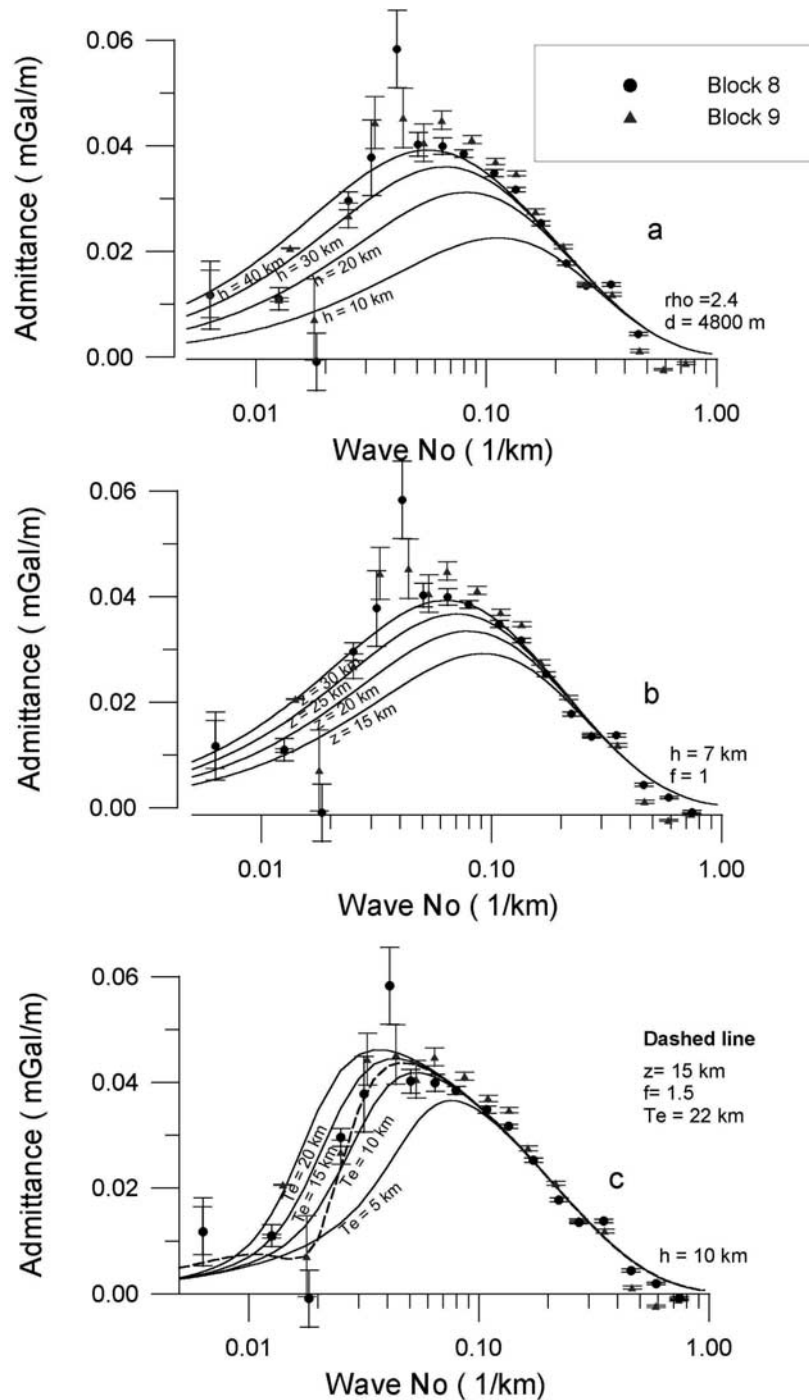 0.06
0.04
0.02
0.00
Admittance ( mGal/m)
Block 8
Block 9
h = 40 km
h = 30 km
h = 20 km
h = 10 km
a
rho =2.4
d = 4800 m
0.01
0.10
1.00
Wave No ( 1/km)
0.06
0.04
0.02
0.00
Admittance ( mGal/m)
z = 30 km
z = 25 km
z = 20 km
z = 15 km
b
h = 7 km
f = 1
0.01
0.10
1.00
Wave No ( 1/km)
0.06
0.04
0.02
0.00
Admittance ( mGal/m)
Te = 20 km
Te = 15 km
Te = 10 km
Te = 5 km
Dashed line
z= 15 km
f= 1.5
Te = 22 km
c
h = 10 km
0.01
0.10
1.00
Wave No ( 1/km)